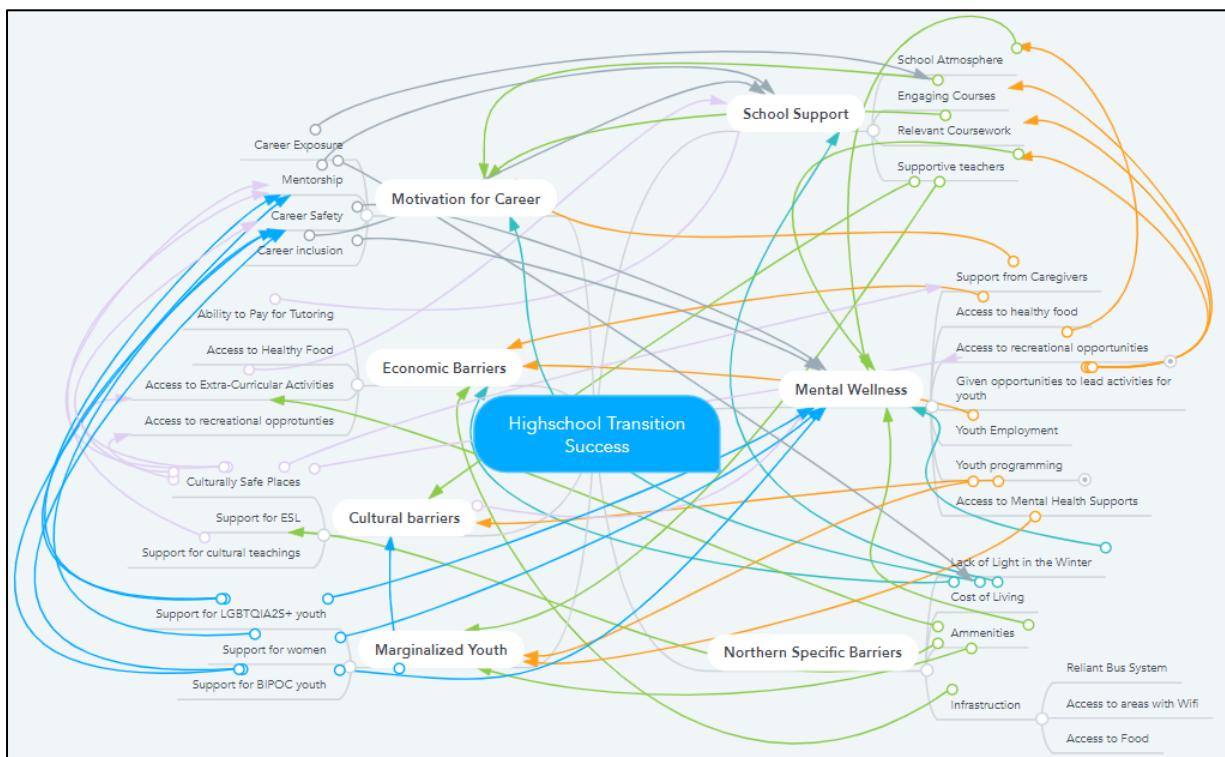 School Atmosphere
Engaging Courses
School Support
Relevant Coursework
Supportive teachers
Career Exposure
Mentorship
Motivation for Career
Career Safety
Career inclusion
Support from Caregivers
Access to healthy food
Access to recreational opportunities
Given opportunities to lead activities for
youth
Youth Employment
Youth programming
Access to Mental Health Supports
Mental Wellness
Ability to Pay for Tutoring
Access to Healthy Food
Economic Barriers
Access to Extra-Curricular Activities
Access to recreational opprotunties
Highschool Transition
Success
Culturally Safe Places
Support for ESL
Cultural barriers
Support for cultural teachings
Lack of Light in the Winter
Cost of Living
Ammenities
Northern Specific Barriers
Infrastruction
Reliant Bus System
Access to areas with Wifi
Access to Food
Support for LGBTQIA2S+ youth
Support for women
Marginalized Youth
Support for BIPOC youth